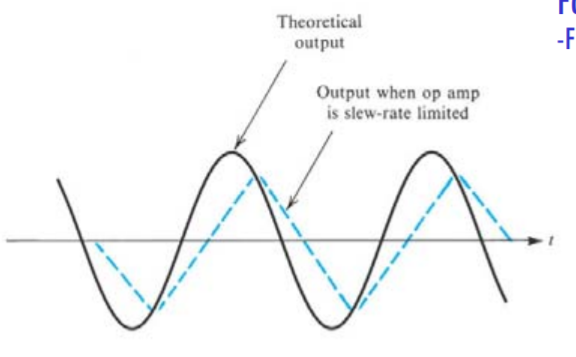 Theoretical
output
Output when op amp
is slew-rate limited
t
-F